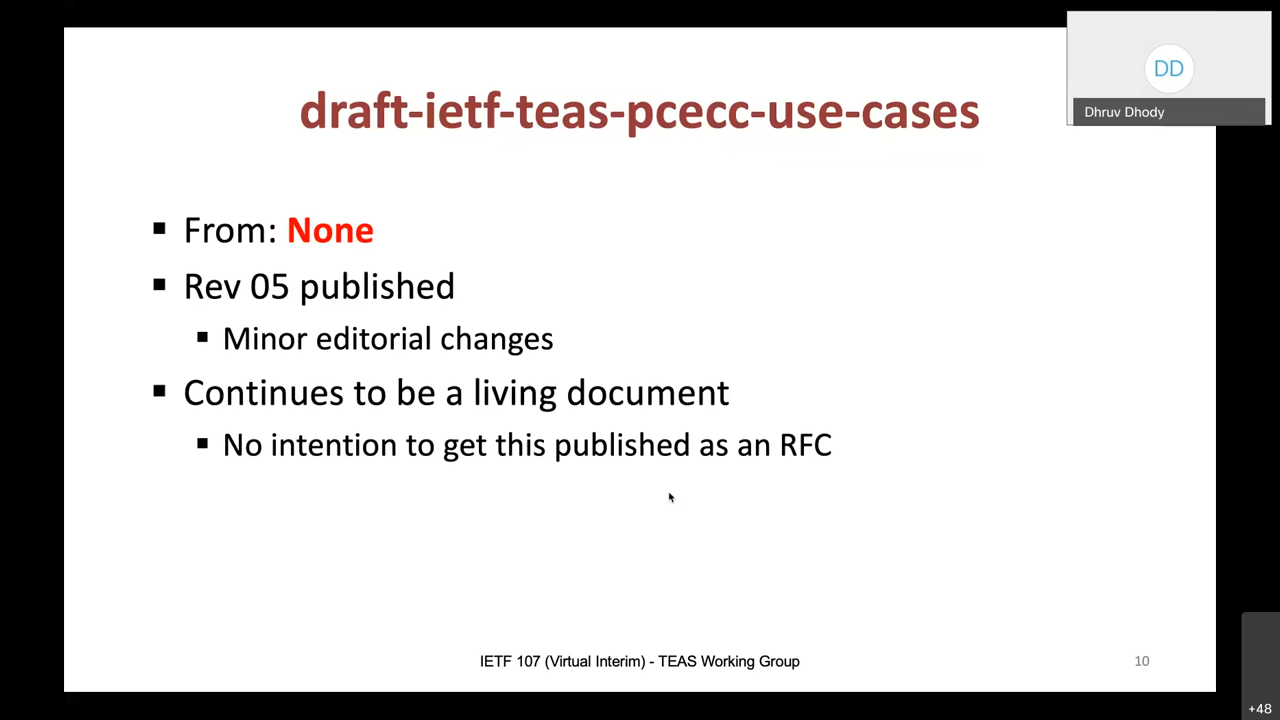 draft-ietf-teas-pcecc-use-cases
DD
Dhruv Dhody
▪ From: None
▪ Rev 05 published
▪ Minor editorial changes
▪ Continues to be a living document
▪ No intention to get this published as an RFC
IETF 107 (Virtual Interim) - TEAS Working Group
10
+48